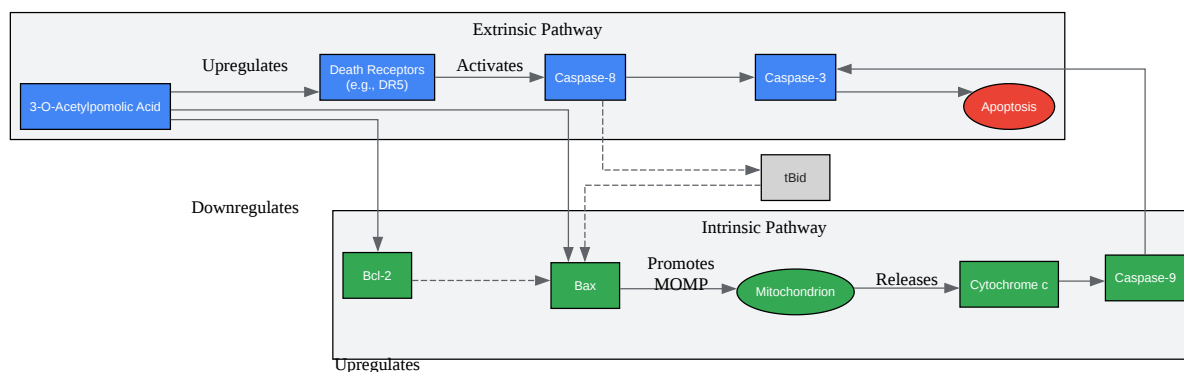 Extrinsic Pathway
Upregulates
Death Receptors
(e.g., DR5)
Activates
Caspase-8
Caspase-3
3-O-Acetylpomolic Acid
Apoptosis
tBid
Downregulates
Intrinsic Pathway
Bcl-2
Bax
Promotes
MOMP
Mitochondrion
Releases
Cytochrome c
Caspase-9
Upregulates